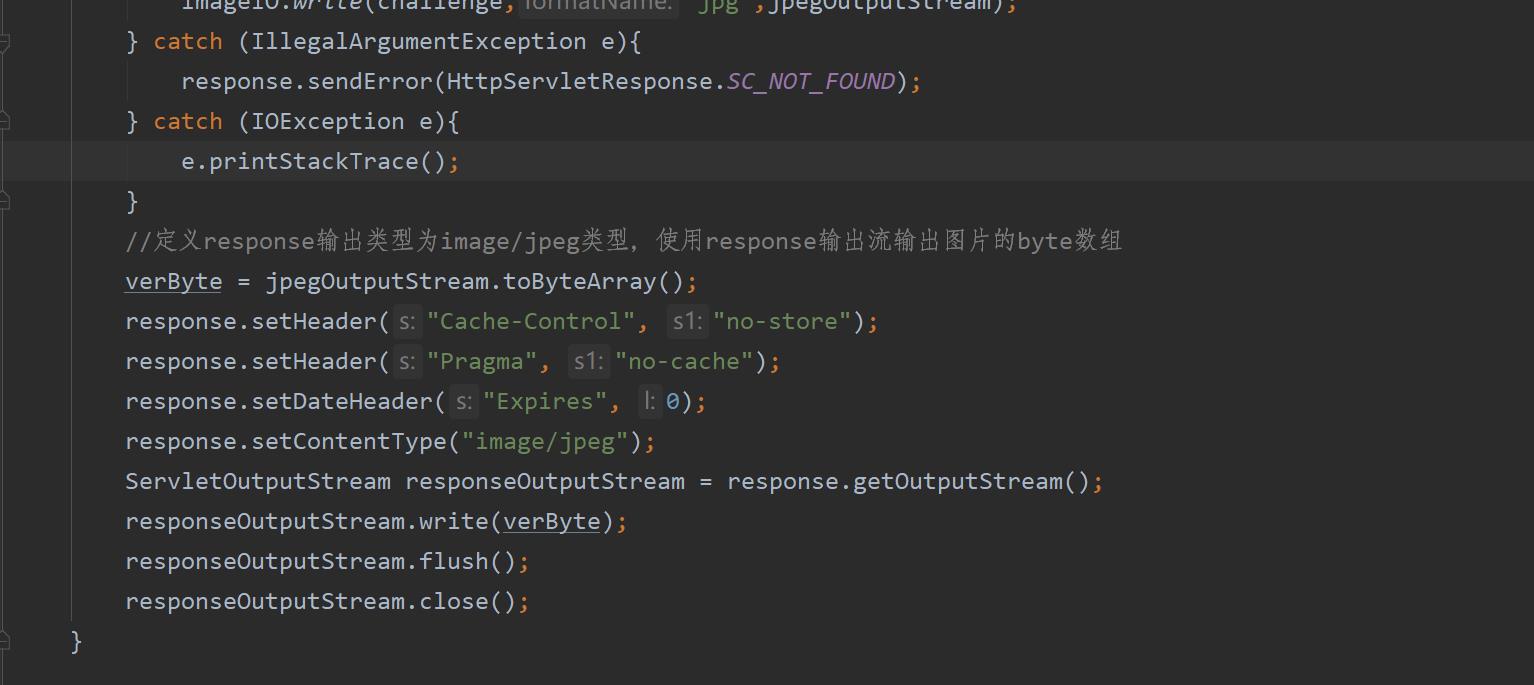 ImageIO.write(challenge, formatName: "jpg",jpegOutputStream);
} catch (IllegalArgumentException e){
response.sendError(HttpServletResponse.SC_NOT_FOUND);
} catch (IOException e){
e.printStackTrace();
}
//定义response输出类型为image/jpeg类型，使用response输出流输出图片的byte数组
verByte = jpegOutputStream.toByteArray();
response.setHeader( s: "Cache-Control", s1: "no-store");
response.setHeader( s: "Pragma", s1: "no-cache");
response.setDateHeader( s: "Expires", l: 0);
response.setContentType("image/jpeg");
ServletOutputStream responseOutputStream = response.getOutputStream();
responseOutputStream.write(verByte);
responseOutputStream.flush();
responseOutputStream.close();
}